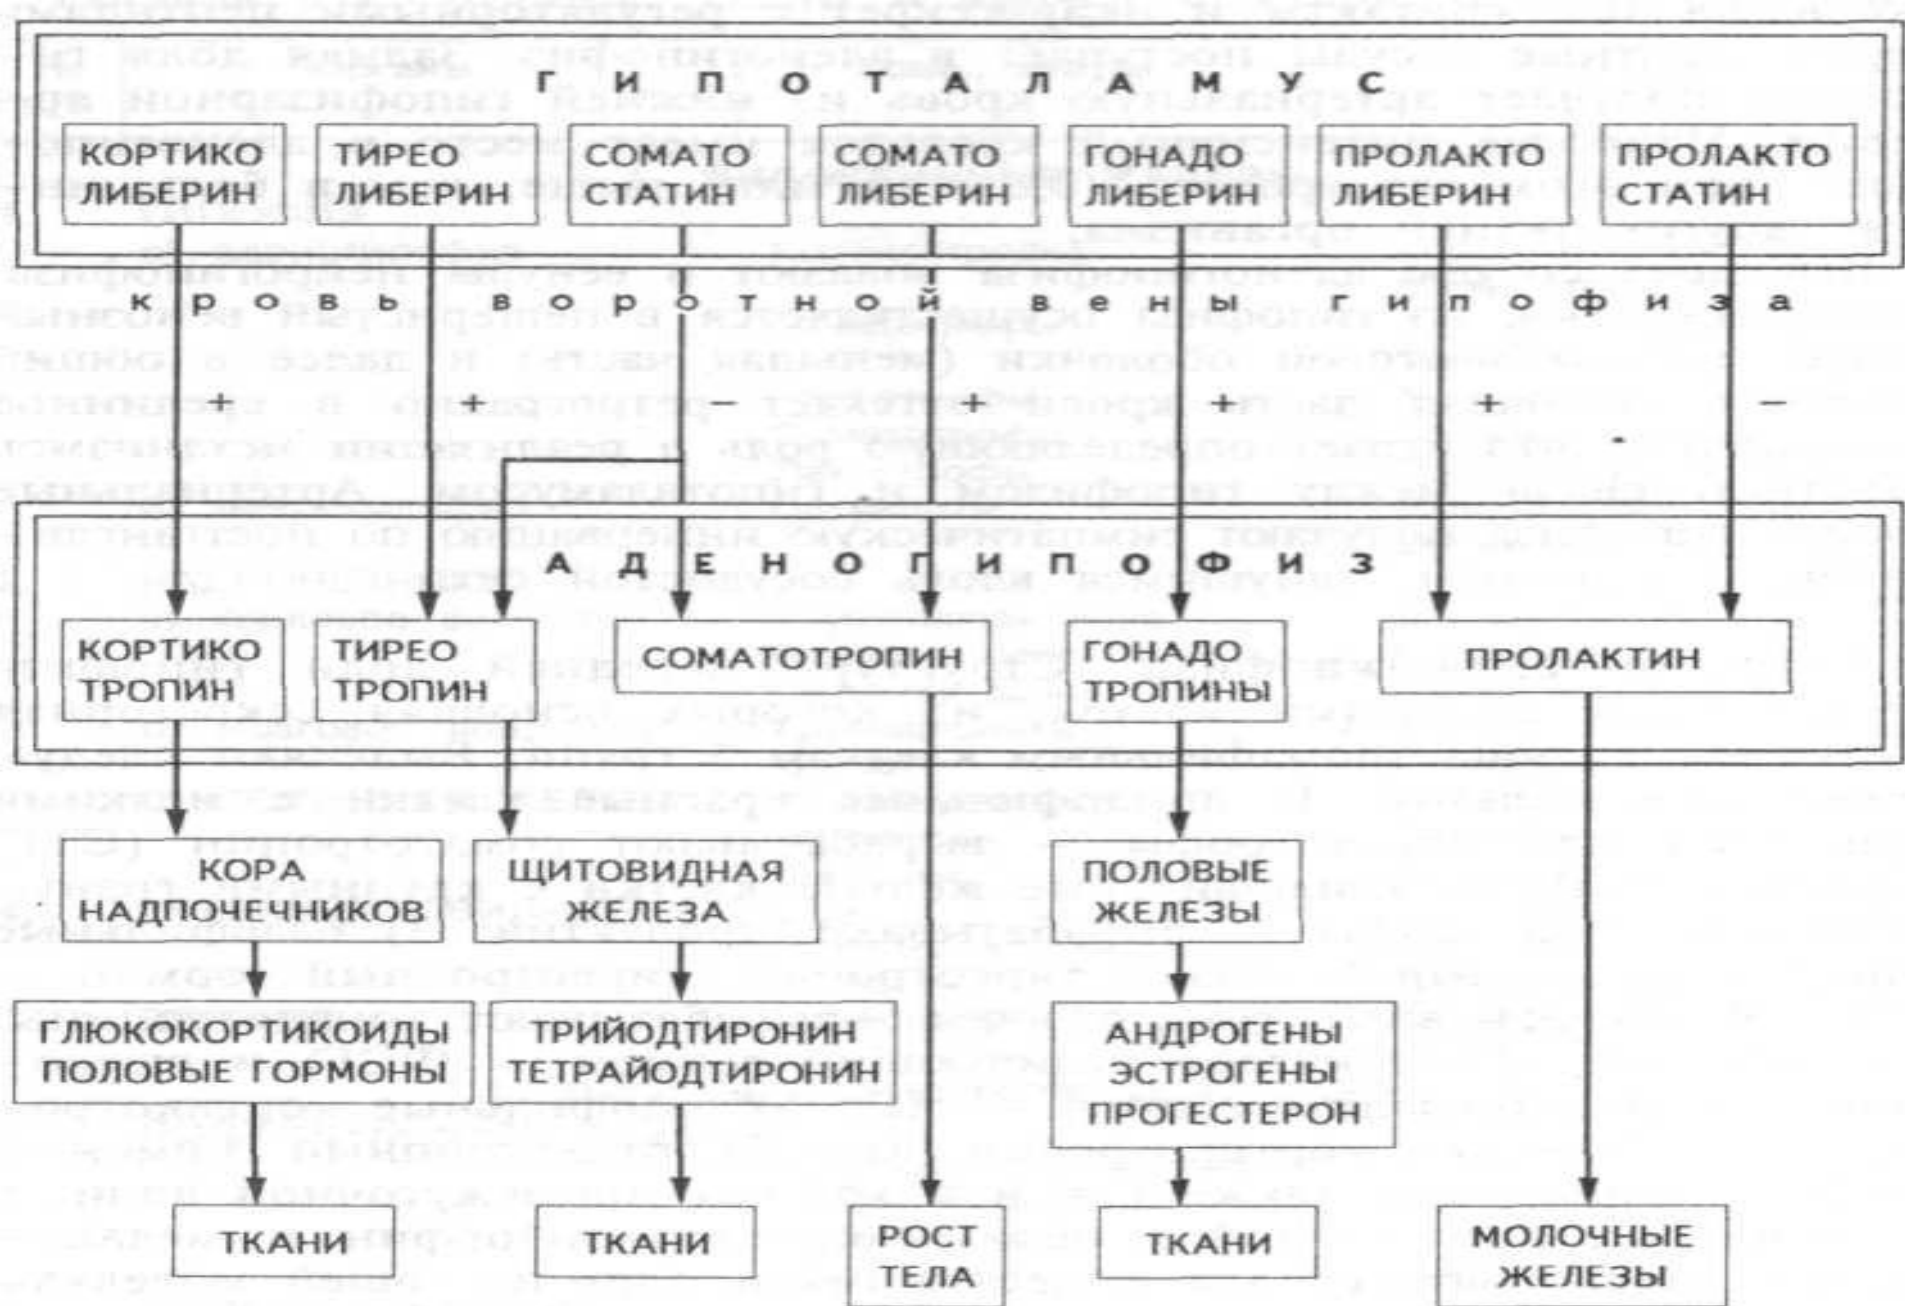 ГИПОТАЛАМУС
КОРТИКО
ЛИБЕРИН
ТИРЕО
ЛИБЕРИН
СОМАТО
СТАТИН
СОМАТО
ЛИБЕРИН
ГОНАДО
ЛИБЕРИН
ПРОЛАКТО
ЛИБЕРИН
ПРОЛАКТО
СТАТИН
кровь воротной вены гипофиза
+ + – + + + –
АДЕНОГИПОФИЗ
КОРТИКО
ТРОПИН
ТИРЕО
ТРОПИН
СОМАТОТРОПИН
ГОНАДО
ТРОПИНЫ
ПРОЛАКТИН
КОРА
НАДПОЧЕЧНИКОВ
ЩИТОВИДНАЯ
ЖЕЛЕЗА
ПОЛОВЫЕ
ЖЕЛЕЗЫ
ГЛЮКОКОРТИКОИДЫ
ПОЛОВЫЕ ГОРМОНЫ
ТРИЙОДТИРОНИН
ТЕТРАЙОДТИРОНИН
АНДРОГЕНЫ
ЭСТРОГЕНЫ
ПРОГЕСТЕРОН
ТКАНИ
ТКАНИ
РОСТ
ТЕЛА
ТКАНИ
МОЛОЧНЫЕ
ЖЕЛЕЗЫ